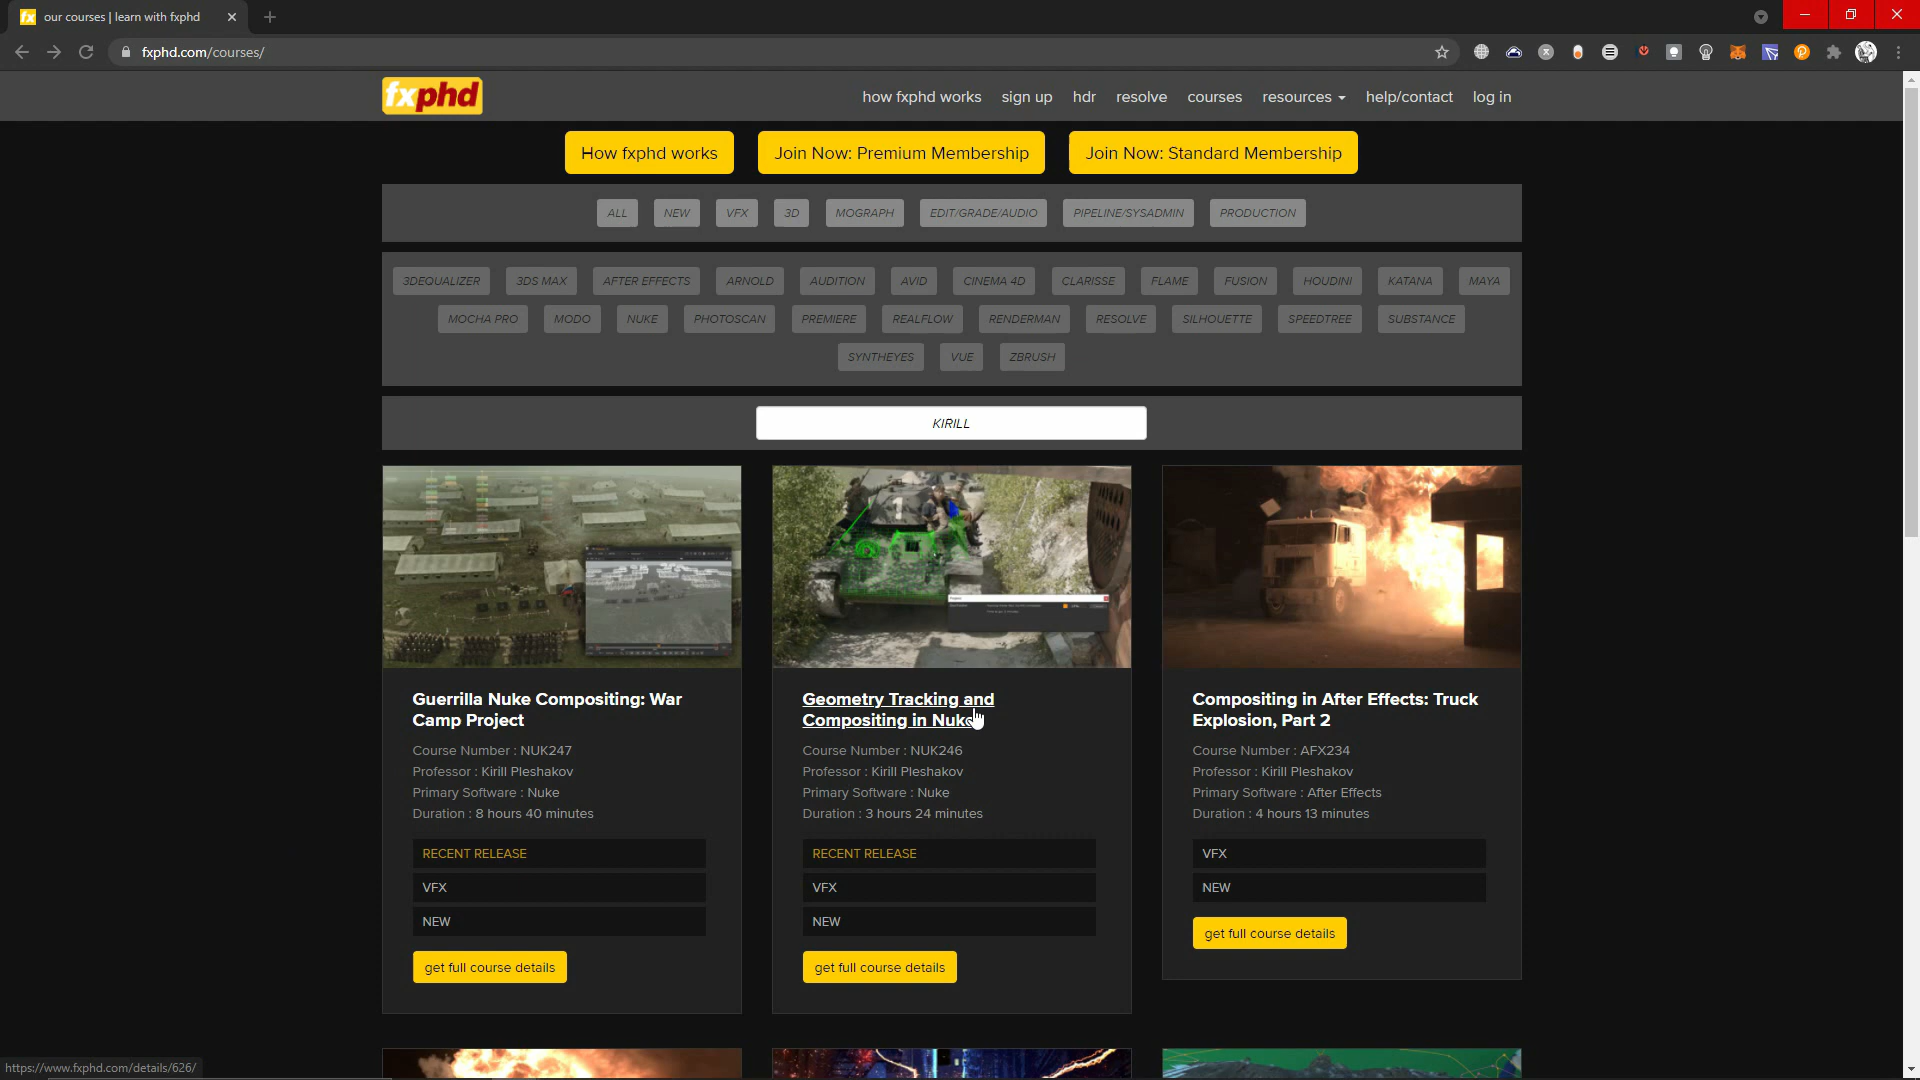 our courses | learn with fxphd
fxphd.com/courses/
fxphd
how fxphd works sign up hdr resolve courses resources help/contact log in
How fxphd works Join Now: Premium Membership Join Now: Standard Membership
ALL NEW VFX 3D MOGRAPH EDIT/GRADE/AUDIO PIPELINE/SYSADMIN PRODUCTION
3DEQUALIZER 3DS MAX AFTER EFFECTS ARNOLD AUDITION AVID CINEMA 4D CLARISSE FLAME FUSION HOUDINI KATANA MAYA
MOCHA PRO MODO NUKE PHOTOSCAN PREMIERE REALFLOW RENDERMAN RESOLVE SILHOUETTE SPEEDTREE SUBSTANCE
SYNTHEYES VUE ZBRUSH
KIRILL
Guerrilla Nuke Compositing: War
Camp Project
Course Number : NUK247
Professor : Kirill Pleshakov
Primary Software : Nuke
Duration : 8 hours 40 minutes
RECENT RELEASE
VFX
NEW
get full course details
1
Geometry Tracking and
Compositing in Nuke
Course Number : NUK246
Professor : Kirill Pleshakov
Primary Software : Nuke
Duration : 3 hours 24 minutes
RECENT RELEASE
VFX
NEW
get full course details
Compositing in After Effects: Truck
Explosion, Part 2
Course Number : AFX234
Professor : Kirill Pleshakov
Primary Software : After Effects
Duration : 4 hours 13 minutes
VFX
NEW
get full course details
https://www.fxphd.com/details/626/